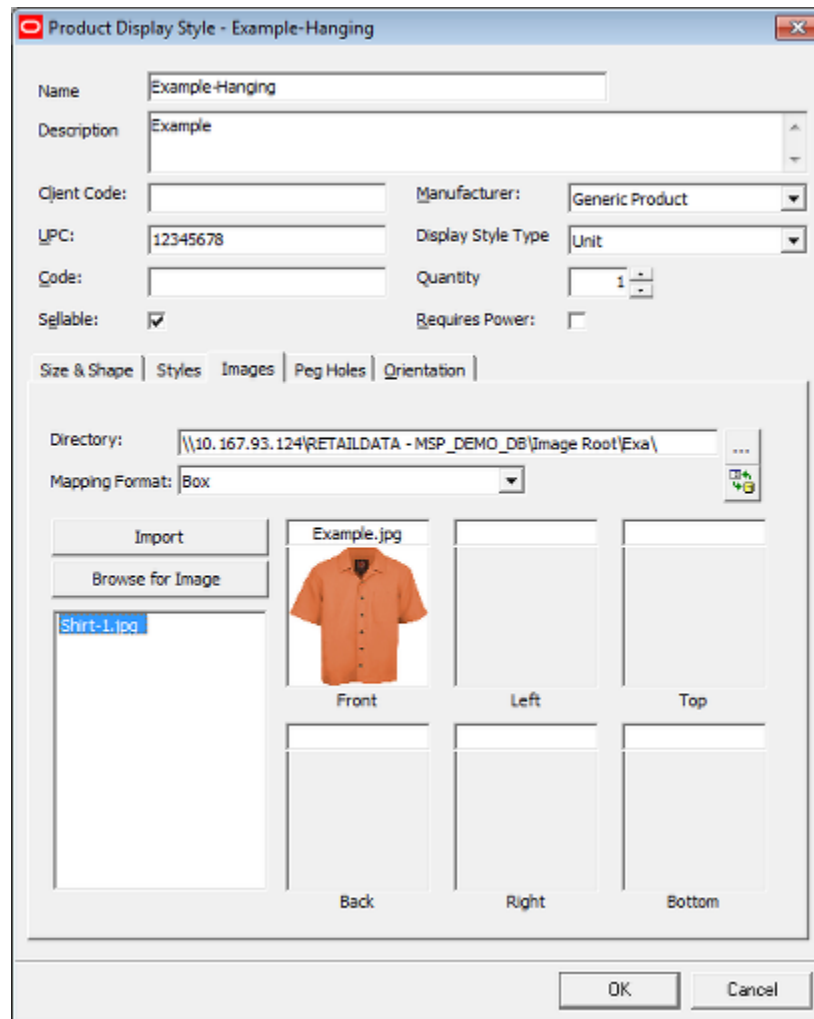 Product Display Style - Example-Hanging
Name Example-Hanging
Description Example
Client Code: Manufacturer: Generic Product
UPC: 12345678 Display Style Type Unit
Code: Quantity 1
Sellable: Requires Power:
Size & Shape Styles Images Peg Holes Orientation
Directory: \\10.167.93.124\RETAILDATA - MSP_DEMO_DB\Image Root\Exa\ ...
Mapping Format: Box
Import Example.jpg
Browse for Image
Shirt-1.jpg
Front Left Top
Back Right Bottom
OK Cancel